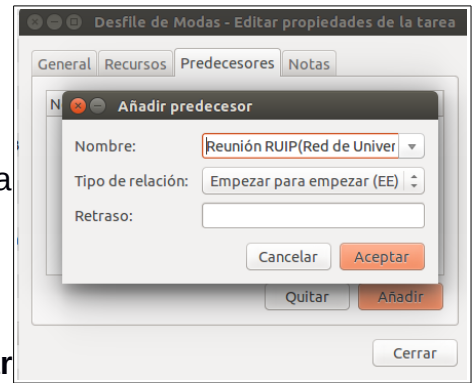 Desfile de Modas - Editar propiedades de la tarea
General Recursos Predecesores Notas
N
Añadir predecesor
Nombre: Reunión RUIP(Red de Univer
a
Tipo de relación: Empezar para empezar (EE)
Retraso:
Cancelar Aceptar
Quitar Añadir
Cerrar
r